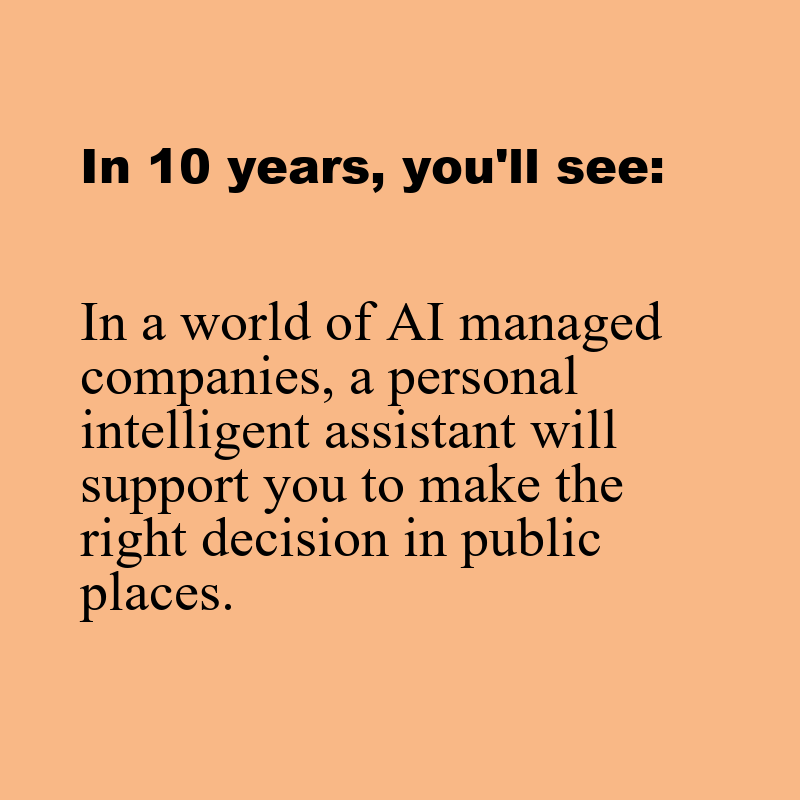 In 10 years, you'll see:
In a world of AI managed
companies, a personal
intelligent assistant will
support you to make the
right decision in public
places.